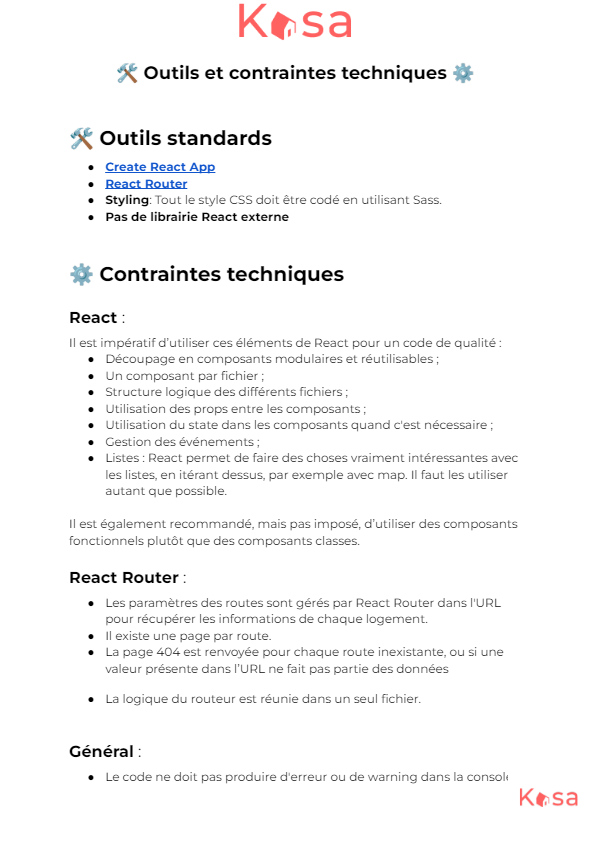 Kasa
🛠️ Outils et contraintes techniques ⚙️
🛠️ Outils standards
● Create React App
● React Router
● Styling: Tout le style CSS doit être codé en utilisant Sass.
● Pas de librairie React externe
⚙️ Contraintes techniques
React :
Il est impératif d’utiliser ces éléments de React pour un code de qualité :
● Découpage en composants modulaires et réutilisables ;
● Un composant par fichier ;
● Structure logique des différents fichiers ;
● Utilisation des props entre les composants ;
● Utilisation du state dans les composants quand c'est nécessaire ;
● Gestion des événements ;
● Listes : React permet de faire des choses vraiment intéressantes avec
les listes, en itérant dessus, par exemple avec map. Il faut les utiliser
autant que possible.
Il est également recommandé, mais pas imposé, d’utiliser des composants
fonctionnels plutôt que des composants classes.
React Router :
● Les paramètres des routes sont gérés par React Router dans l'URL
pour récupérer les informations de chaque logement.
● Il existe une page par route.
● La page 404 est renvoyée pour chaque route inexistante, ou si une
valeur présente dans l’URL ne fait pas partie des données
● La logique du routeur est réunie dans un seul fichier.
Général :
● Le code ne doit pas produire d'erreur ou de warning dans la console
Kasa